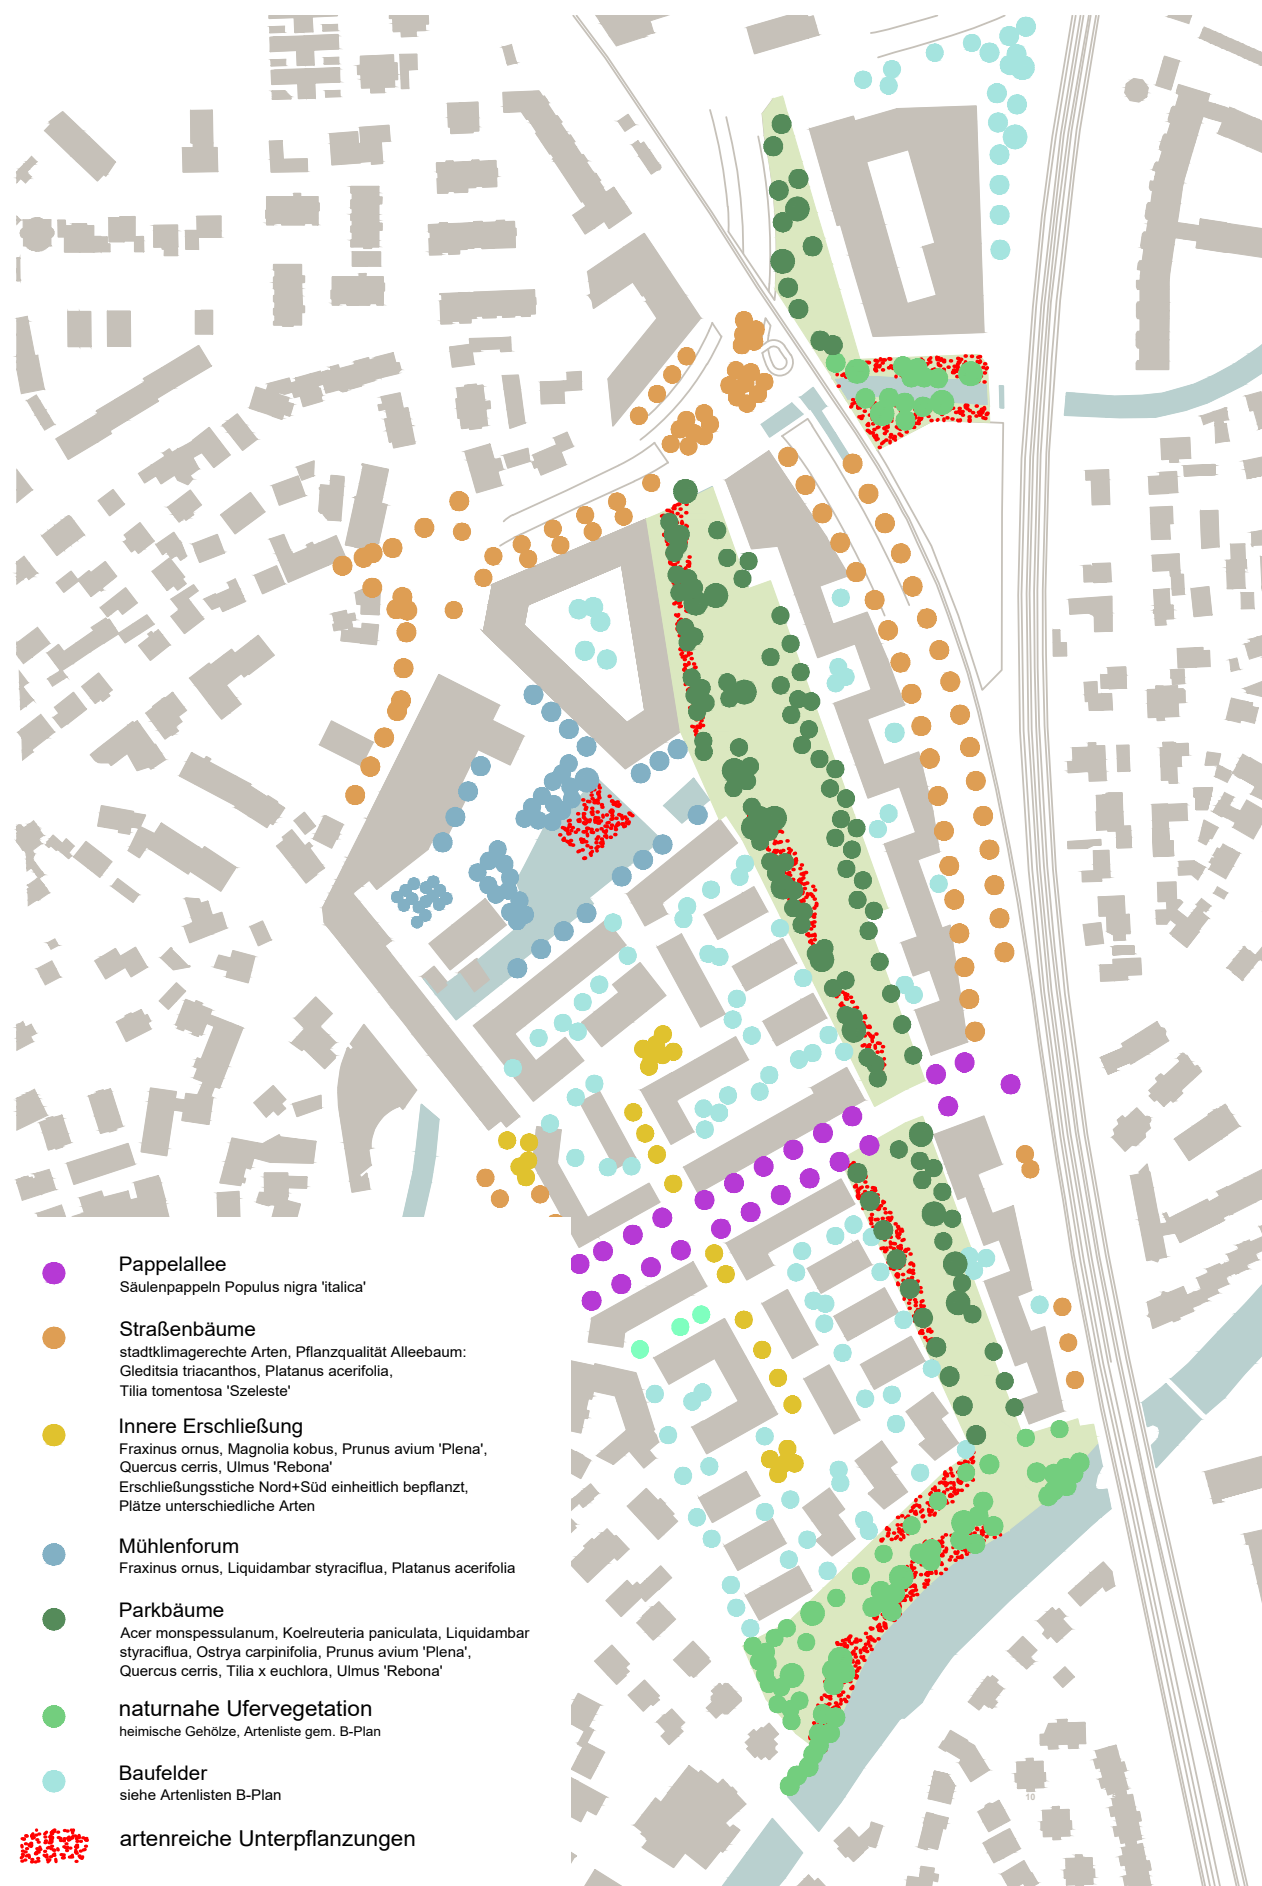 Pappelallee
Säulenpappeln Populus nigra 'italica'
Straßenbäume
stadtklimagerechte Arten, Pflanzqualität Alleebaum:
Gleditsia triacanthos, Platanus acerifolia,
Tilia tomentosa 'Szeleste'
Innere Erschließung
Fraxinus ornus, Magnolia kobus, Prunus avium 'Plena',
Quercus cerris, Ulmus 'Rebona'
Erschließungsstiche Nord+Süd einheitlich bepflanzt,
Plätze unterschiedliche Arten
Mühlenforum
Fraxinus ornus, Liquidambar styraciflua, Platanus acerifolia
Parkbäume
Acer monspessulanum, Koelreuteria paniculata, Liquidambar
styraciflua, Ostrya carpinifolia, Prunus avium 'Plena',
Quercus cerris, Tilia x euchlora, Ulmus 'Rebona'
naturnahe Ufervegetation
heimische Gehölze, Artenliste gem. B-Plan
Baufelder
siehe Artenlisten B-Plan
10
artenreiche Unterpflanzungen